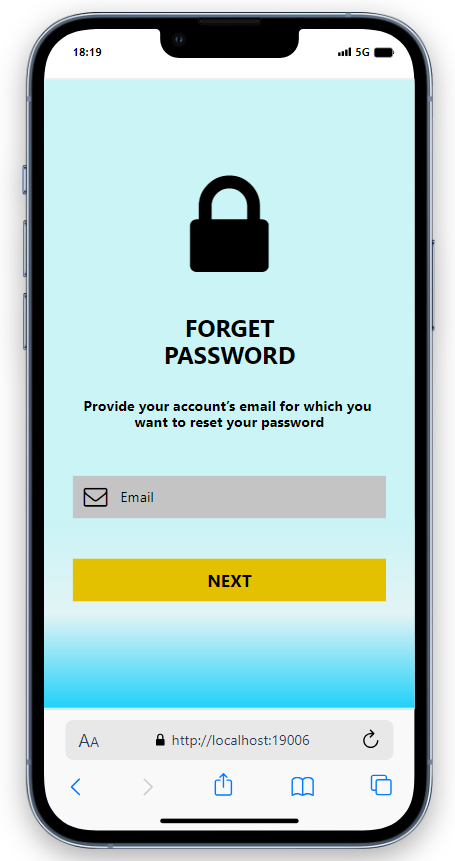 18:19
5G
FORGET
PASSWORD
Provide your account's email for which you
want to reset your password
Email
NEXT
AA
http://localhost:19006